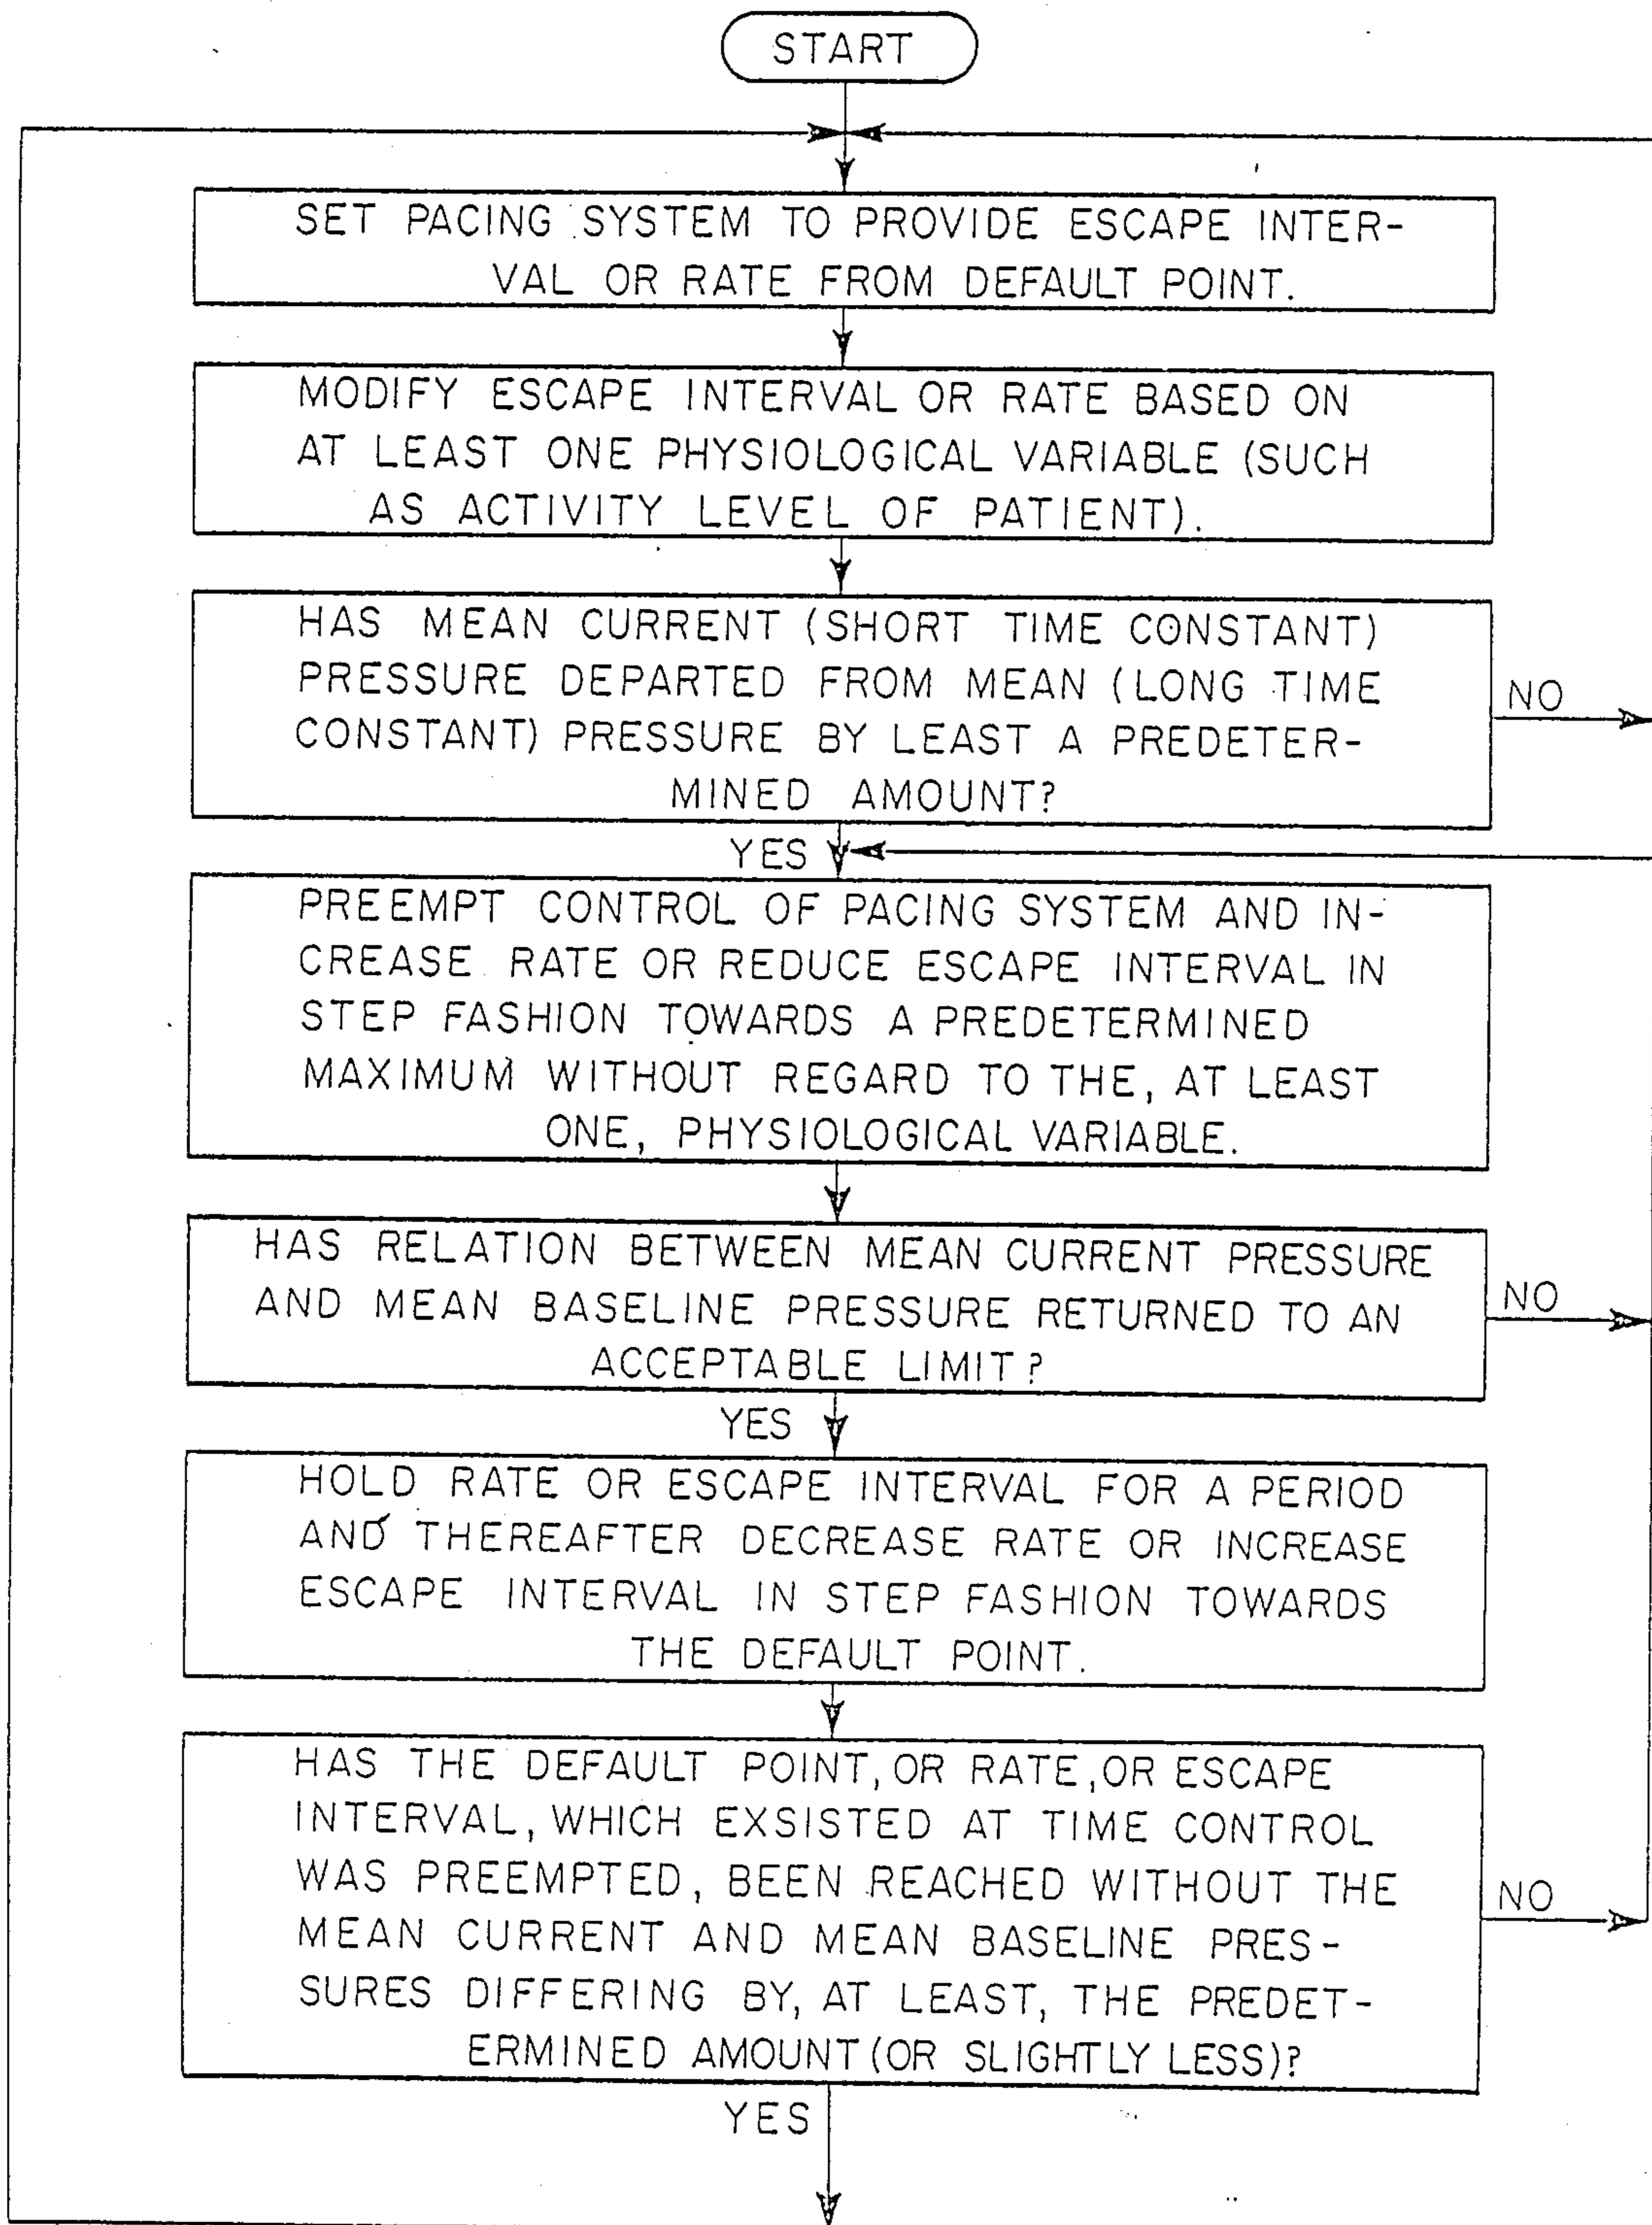 START
SET PACING SYSTEM TO PROVIDE ESCAPE INTER-
VAL OR RATE FROM DEFAULT POINT.
MODIFY ESCAPE INTERVAL OR RATE BASED ON
AT LEAST ONE PHYSIOLOGICAL VARIABLE (SUCH
AS ACTIVITY LEVEL OF PATIENT).
HAS MEAN CURRENT (SHORT TIME CONSTANT)
PRESSURE DEPARTED FROM MEAN (LONG TIME
CONSTANT) PRESSURE BY LEAST A PREDETER-
MINED AMOUNT?
NO
YES
PREEMPT CONTROL OF PACING SYSTEM AND IN-
CREASE RATE OR REDUCE ESCAPE INTERVAL IN
STEP FASHION TOWARDS A PREDETERMINED
MAXIMUM WITHOUT REGARD TO THE, AT LEAST
ONE, PHYSIOLOGICAL VARIABLE.
HAS RELATION BETWEEN MEAN CURRENT PRESSURE
AND MEAN BASELINE PRESSURE RETURNED TO AN
ACCEPTABLE LIMIT?
NO
YES
HOLD RATE OR ESCAPE INTERVAL FOR A PERIOD
AND THEREAFTER DECREASE RATE OR INCREASE
ESCAPE INTERVAL IN STEP FASHION TOWARDS
THE DEFAULT POINT.
HAS THE DEFAULT POINT, OR RATE, OR ESCAPE
INTERVAL, WHICH EXSISTED AT TIME CONTROL
WAS PREEMPTED, BEEN REACHED WITHOUT THE
MEAN CURRENT AND MEAN BASELINE PRES-
SURES DIFFERING BY, AT LEAST, THE PREDET-
ERMINED AMOUNT (OR SLIGHTLY LESS)?
NO
YES